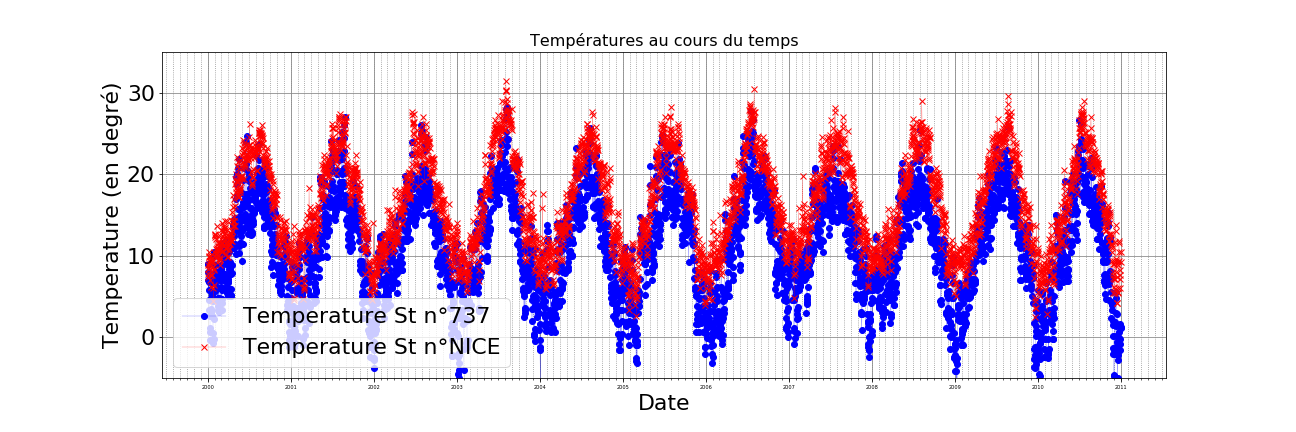 Températures au cours du temps
Temperature (en degré)
30
20
10
0
Temperature St n°737
Temperature St n°NICE
2000 2001 2002 2003 2004 2005 2006 2007 2008 2009 2010 2011
Date